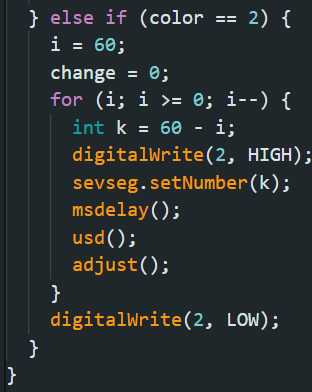 } else if (color == 2) {
i = 60;
change = 0;
for (i; i >= 0; i--) {
int k = 60 - i;
digitalWrite(2, HIGH);
sevseg.setNumber(k);
msdelay();
usd();
adjust();
}
digitalWrite(2, LOW);
}
}